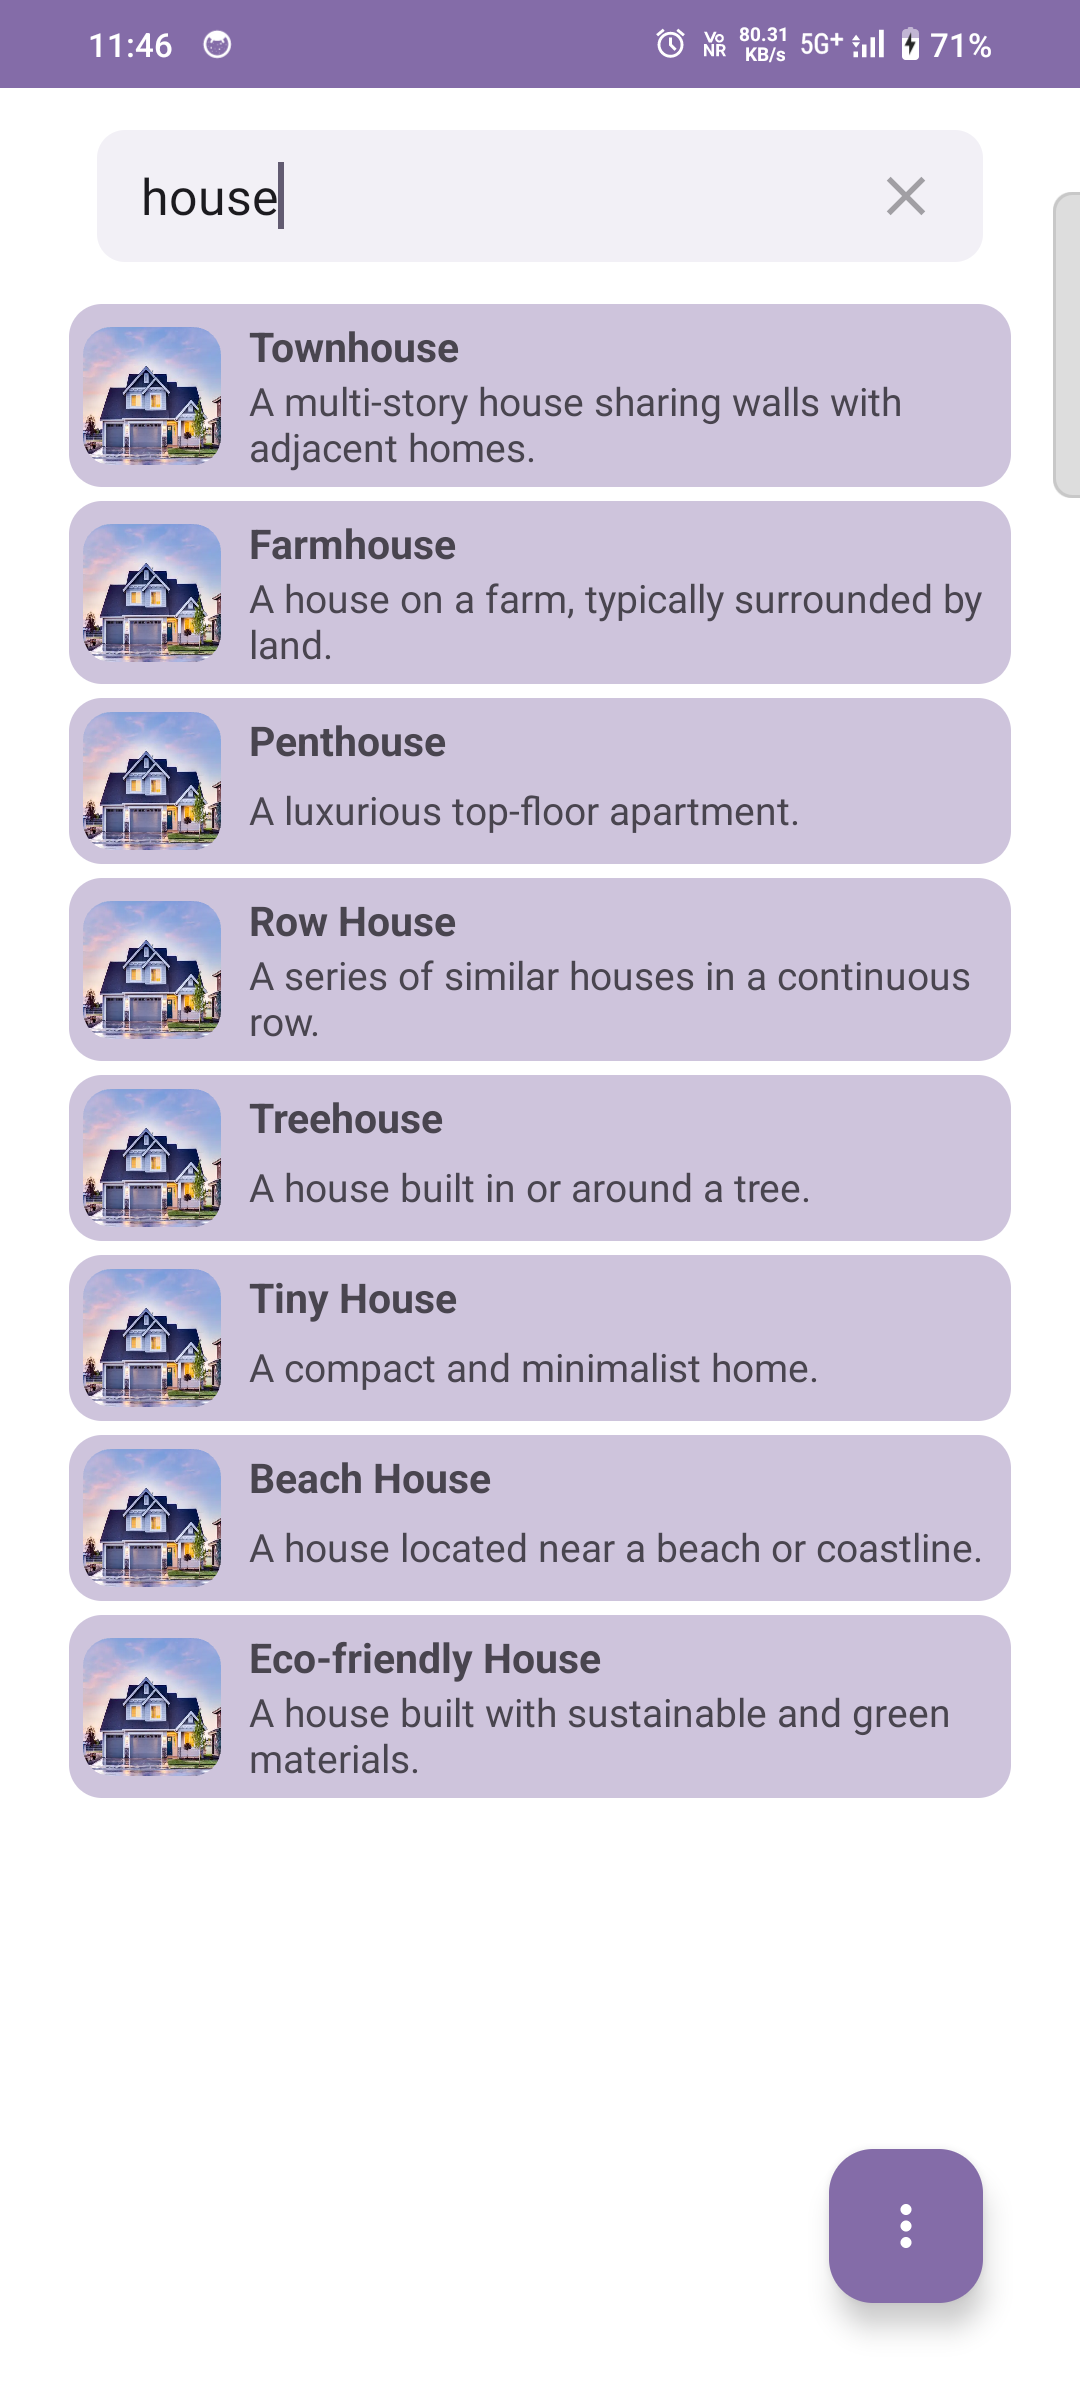 11:46
Vo NR
80.31 KB/s
5G+
71%
house
Townhouse
A multi-story house sharing walls with
adjacent homes.
Farmhouse
A house on a farm, typically surrounded by
land.
Penthouse
A luxurious top-floor apartment.
Row House
A series of similar houses in a continuous
row.
Treehouse
A house built in or around a tree.
Tiny House
A compact and minimalist home.
Beach House
A house located near a beach or coastline.
Eco-friendly House
A house built with sustainable and green
materials.